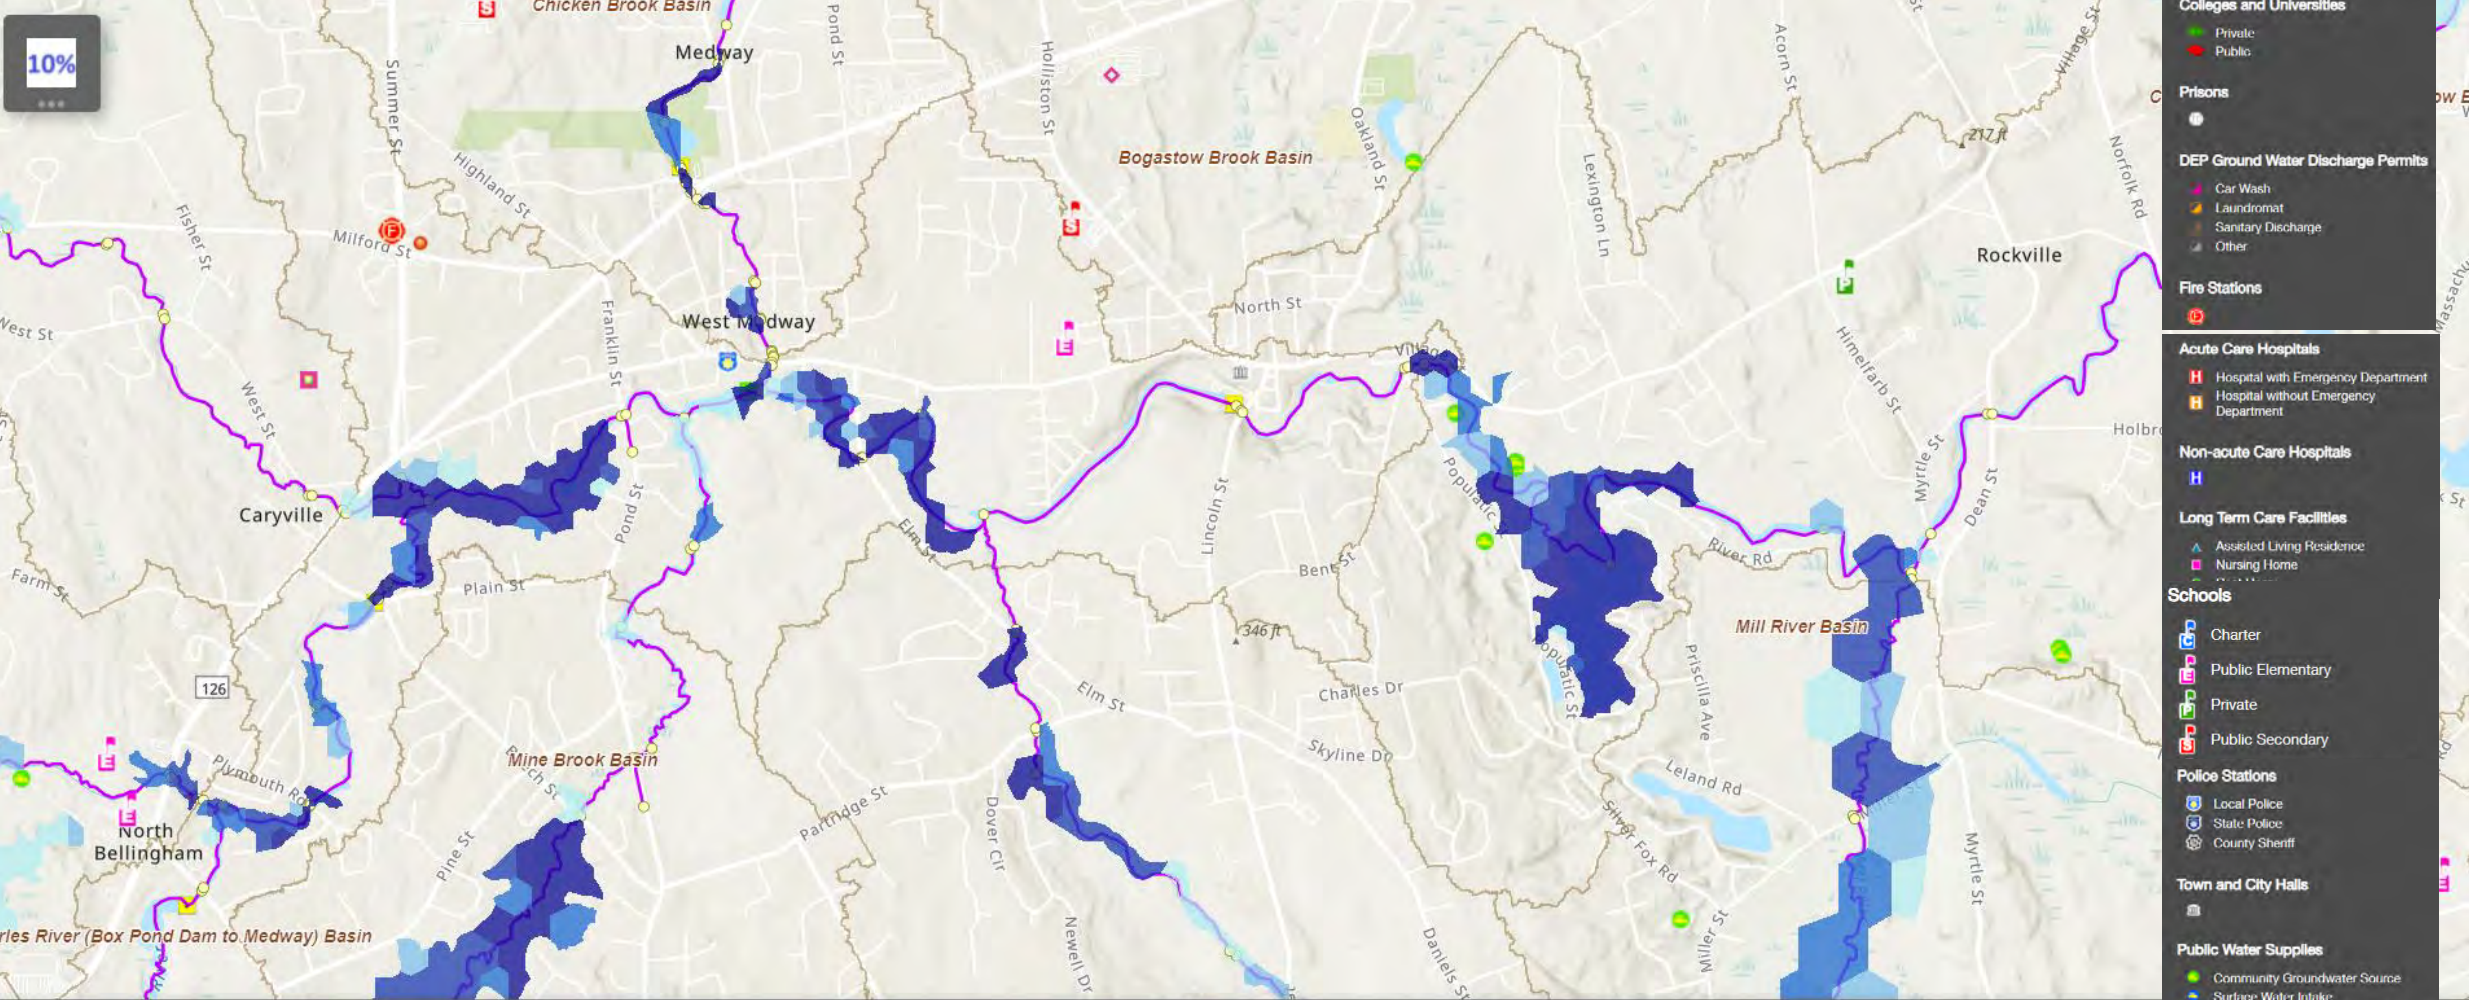 Chicken Brook Basin
10%
Medway
Pond St
Summer St
Holliston St
Acorn St
Village St
217 ft
Highland St
Oakland St
Bogastow Brook Basin
Lexington Ln
Norfolk Rd
Fisher St
Milford St
Rockville
West St
Franklin St
West Medway
North St
Himelfarb St
West St
Myrtle St
Dean St
Caryville
Pond St
Elm St
Lincoln St
Bent St
River Rd
Farm St
Plain St
346 ft
Mill River Basin
126
Elm St
Charles Dr
Populatic St
Priscilla Ave
Skyline Dr
Mine Brook Basin
Plymouth Rd
Leland Rd
Partridge St
Dover Cir
North
Bellingham
Pine St
Silver Fox Rd
Myrtle St
rles River (Box Pond Dam to Medway) Basin
Newell Dr
Daniels St
Miller St
Colleges and Universities
Private
Public
Prisons
DEP Ground Water Discharge Permits
Car Wash
Laundromat
Sanitary Discharge
Other
Fire Stations
Acute Care Hospitals
Hospital with Emergency Department
Hospital without Emergency
Department
Non-acute Care Hospitals
Long Term Care Facilities
Assisted Living Residence
Nursing Home
Schools
Charter
Public Elementary
Private
Public Secondary
Police Stations
Local Police
State Police
County Sheriff
Town and City Halls
Public Water Supplies
Community Groundwater Source
Surface Water Intake